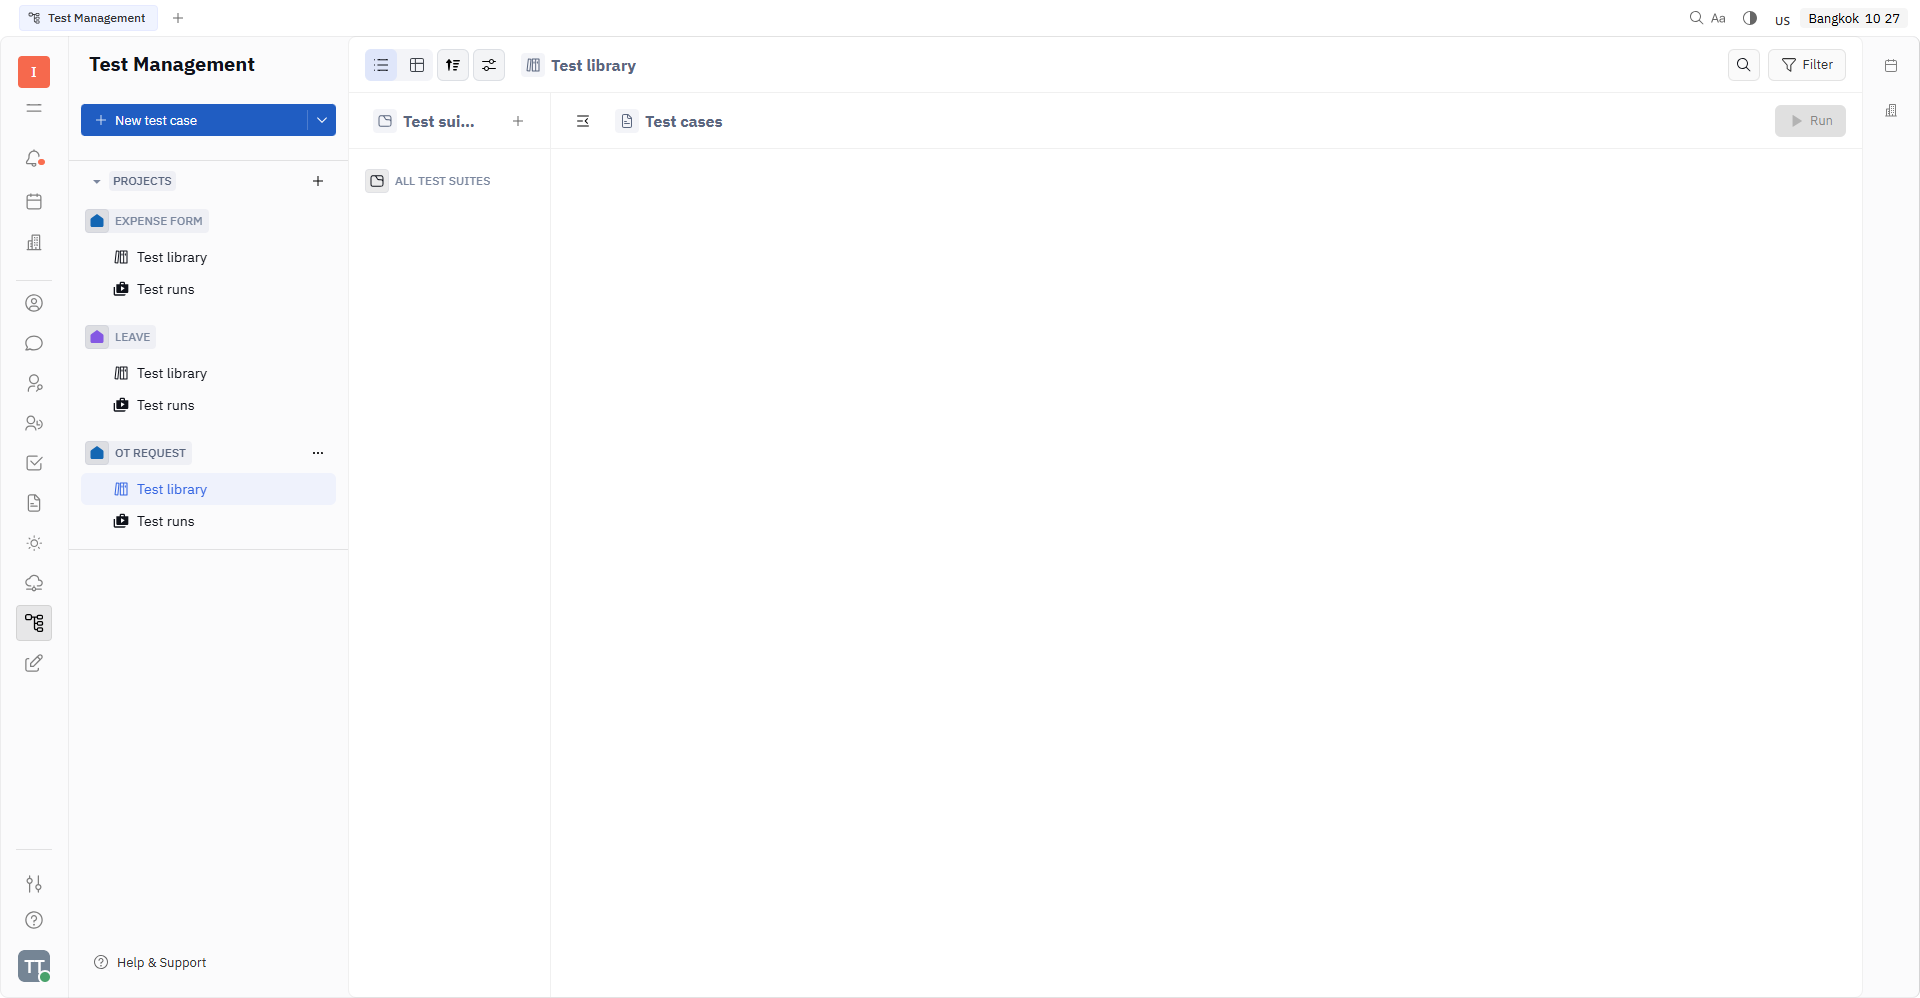 Test Management
Aa
US
Bangkok 10 27
I
Test Management
New test case
PROJECTS
EXPENSE FORM
Test library
Test runs
LEAVE
Test library
Test runs
OT REQUEST
Test library
Test runs
Help & Support
TT
Test library
Filter
Test sui...
Test cases
Run
ALL TEST SUITES